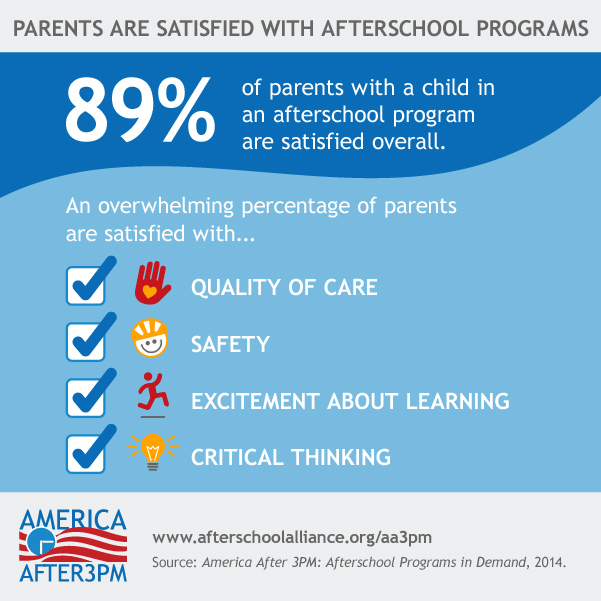 PARENTS ARE SATISFIED WITH AFTERSCHOOL PROGRAMS
89%
of parents with a child in
an afterschool program
are satisfied overall.
An overwhelming percentage of parents
are satisfied with...
QUALITY OF CARE
SAFETY
EXCITEMENT ABOUT LEARNING
CRITICAL THINKING
AMERICA
AFTER3PM
www.afterschoolalliance.org/aa3pm
Source: America After 3PM: Afterschool Programs in Demand, 2014.